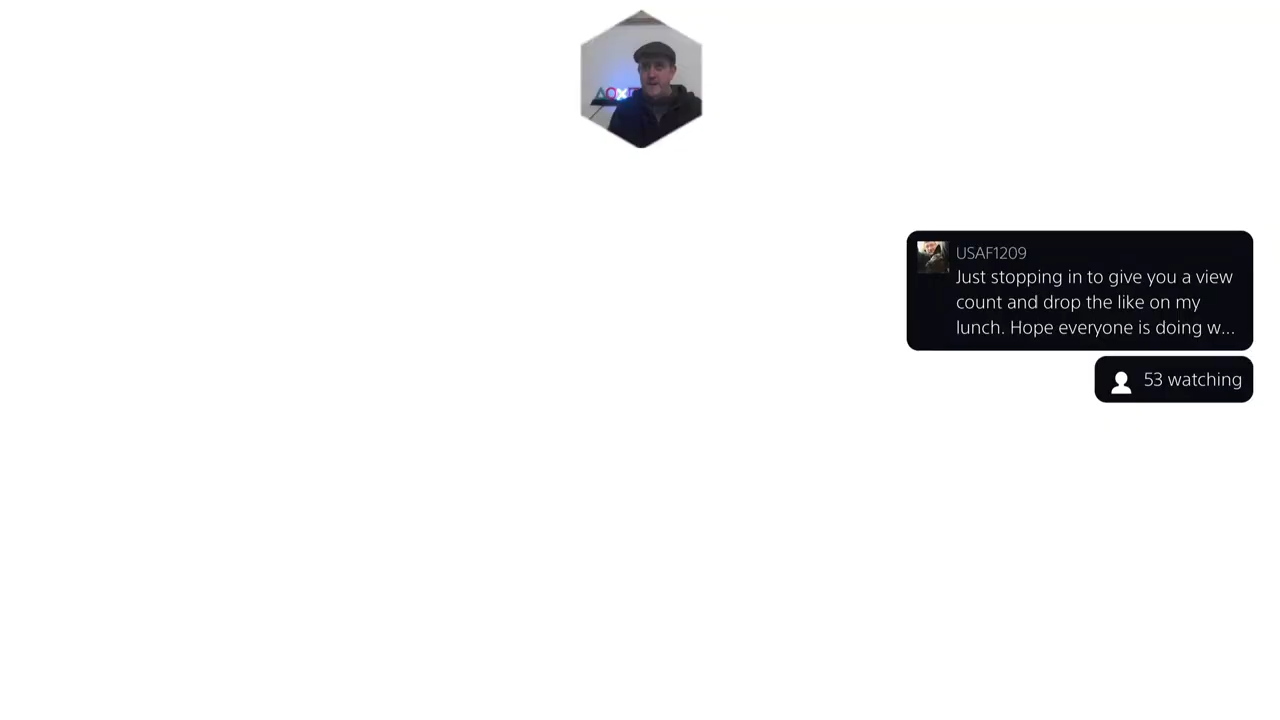 USAF1209
Just stopping in to give you a view
count and drop the like on my
lunch. Hope everyone is doing w...
53 watching